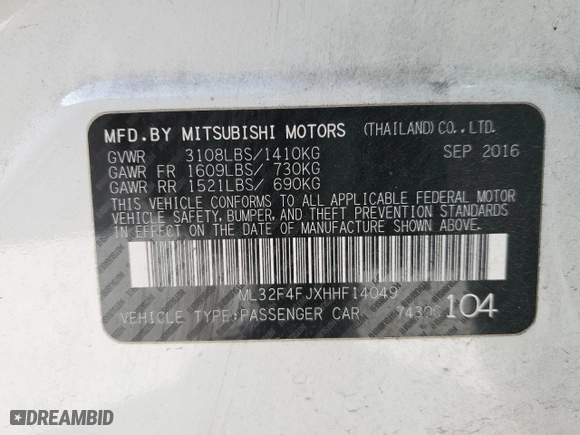 MFD.BY MITSUBISHI MOTORS (THAILAND) CO., LTD.
GVWR 3108LBS/1410KG SEP 2016
GAWR FR 1609LBS/ 730KG
GAWR RR 1521LBS/ 690KG
THIS VEHICLE CONFORMS TO ALL APPLICABLE FEDERAL MOTOR
VEHICLE SAFETY, BUMPER, AND THEFT PREVENTION STANDARDS
IN EFFECT ON THE DATE OF MANUFACTURE SHOWN ABOVE.
ML32F4FJXHHF14049
VEHICLE TYPE:PASSENGER CAR 104
DREAMBID